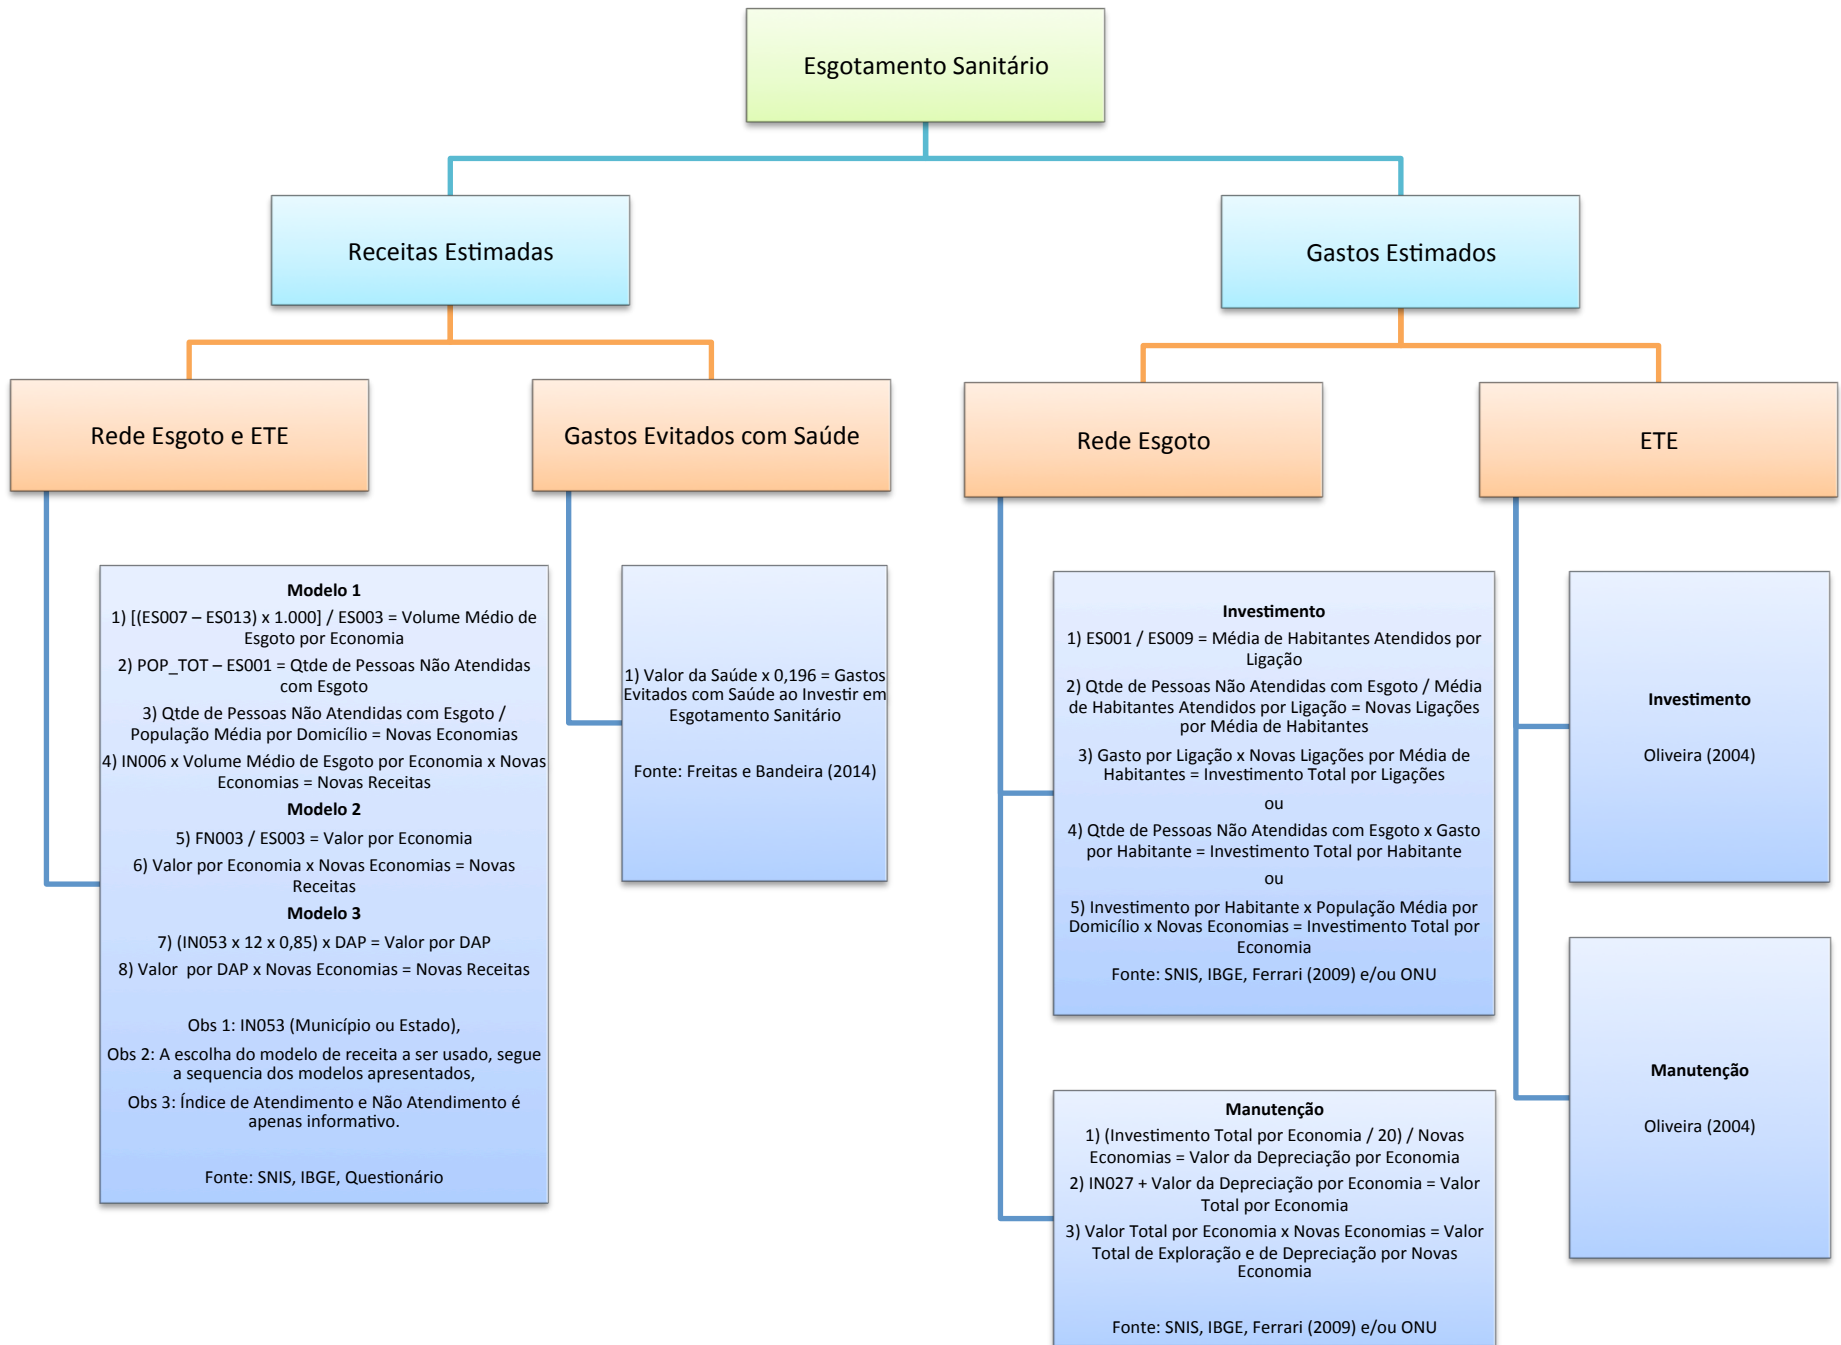 Esgotamento Sanitário
Receitas Estimadas
Gastos Estimados
Rede Esgoto e ETE
Gastos Evitados com Saúde
Rede Esgoto
ETE
Modelo 1
1) [(ES007 – ES013) x 1.000] / ES003 = Volume Médio de
Esgoto por Economia
2) POP_TOT – ES001 = Qtde de Pessoas Não Atendidas
com Esgoto
3) Qtde de Pessoas Não Atendidas com Esgoto /
População Média por Domicílio = Novas Economias
4) IN006 x Volume Médio de Esgoto por Economia x Novas
Economias = Novas Receitas
Modelo 2
5) FN003 / ES003 = Valor por Economia
6) Valor por Economia x Novas Economias = Novas
Receitas
Modelo 3
7) (IN053 x 12 x 0,85) x DAP = Valor por DAP
8) Valor por DAP x Novas Economias = Novas Receitas
Obs 1: IN053 (Município ou Estado),
Obs 2: A escolha do modelo de receita a ser usado, segue
a sequencia dos modelos apresentados,
Obs 3: Índice de Atendimento e Não Atendimento é
apenas informativo.
Fonte: SNIS, IBGE, Questionário
1) Valor da Saúde x 0,196 = Gastos
Evitados com Saúde ao Investir em
Esgotamento Sanitário
Fonte: Freitas e Bandeira (2014)
Investimento
1) ES001 / ES009 = Média de Habitantes Atendidos por
Ligação
2) Qtde de Pessoas Não Atendidas com Esgoto / Média
de Habitantes Atendidos por Ligação = Novas Ligações
por Média de Habitantes
3) Gasto por Ligação x Novas Ligações por Média de
Habitantes = Investimento Total por Ligações
ou
4) Qtde de Pessoas Não Atendidas com Esgoto x Gasto
por Habitante = Investimento Total por Habitante
ou
5) Investimento por Habitante x População Média por
Domicílio x Novas Economias = Investimento Total por
Economia
Fonte: SNIS, IBGE, Ferrari (2009) e/ou ONU
Manutenção
1) (Investimento Total por Economia / 20) / Novas
Economias = Valor da Depreciação por Economia
2) IN027 + Valor da Depreciação por Economia = Valor
Total por Economia
3) Valor Total por Economia x Novas Economias = Valor
Total de Exploração e de Depreciação por Novas
Economia
Fonte: SNIS, IBGE, Ferrari (2009) e/ou ONU
Investimento
Oliveira (2004)
Manutenção
Oliveira (2004)